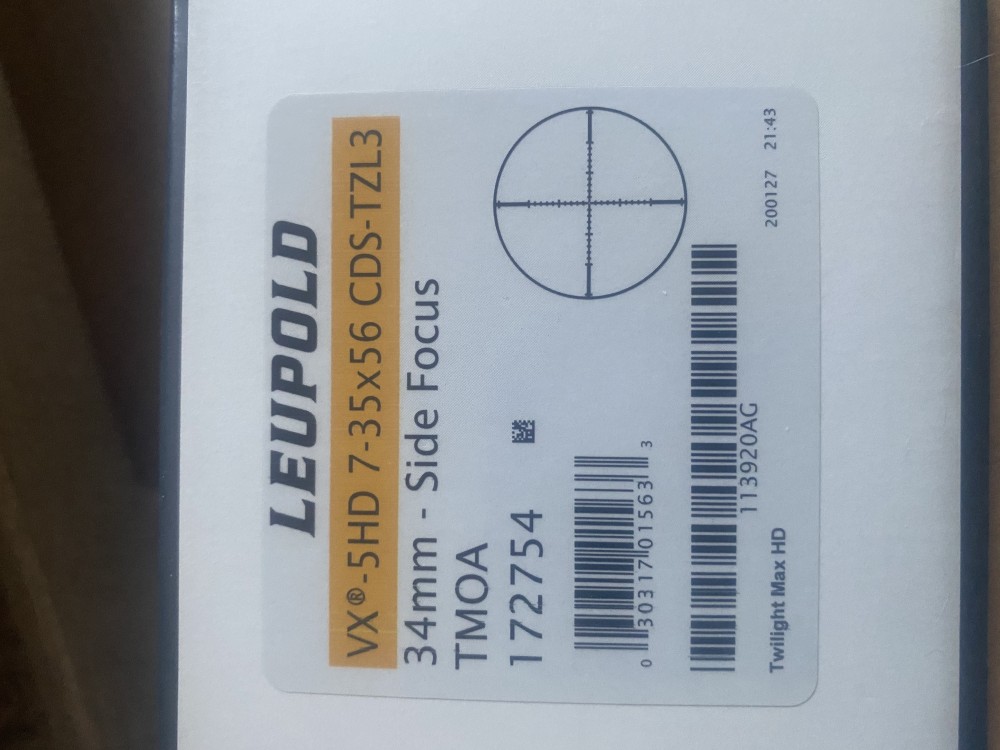 LEUPOLD
VX®-5HD 7-35x56 CDS-TZL3
34mm - Side Focus
TMOA
172754
0 30317 01563 3
113920AG
Twilight Max HD
200127 21:43